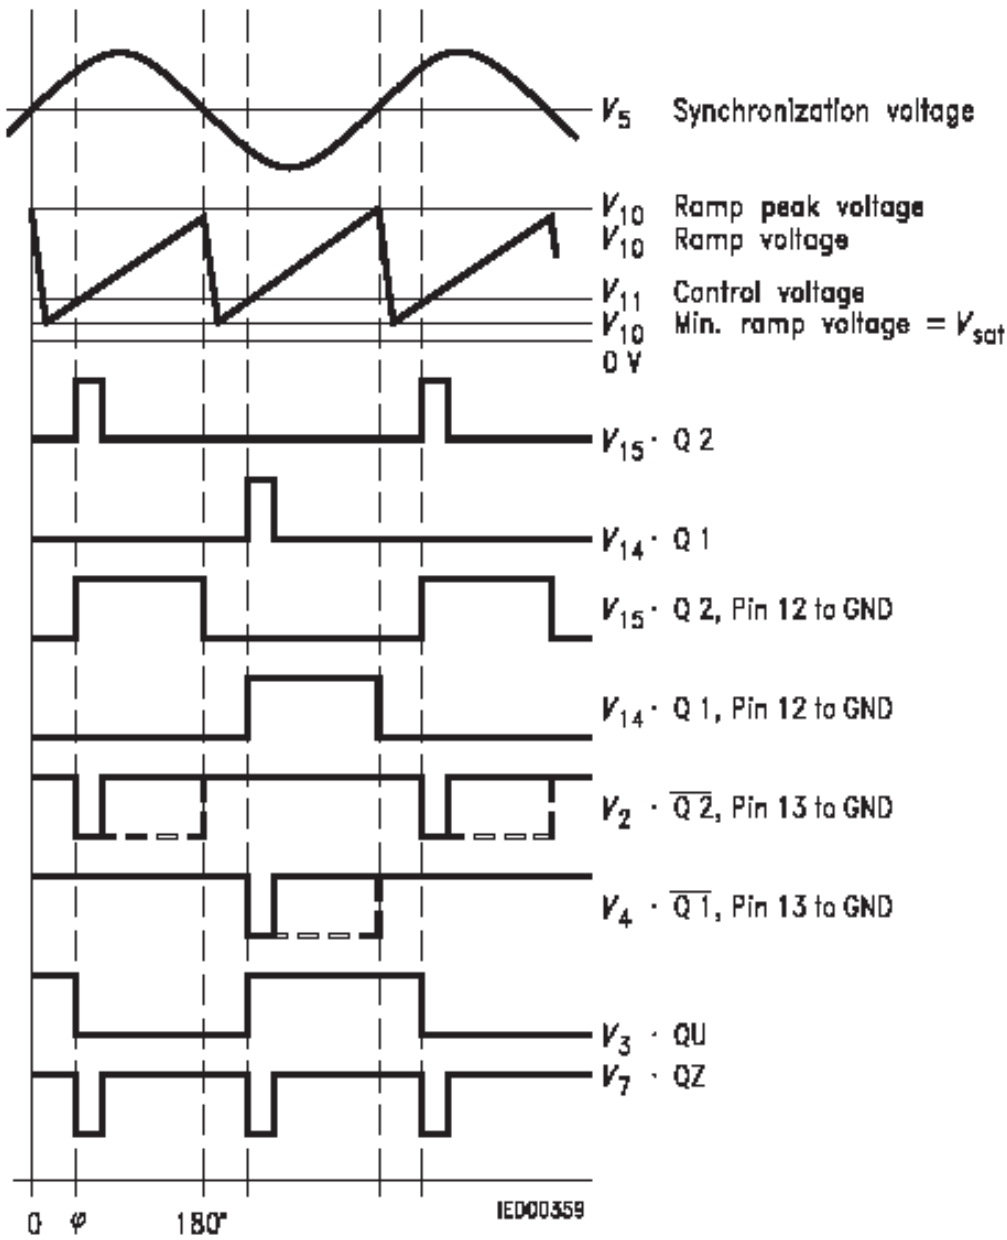 V5 Synchronization voltage
V10 Ramp peak voltage
V10 Ramp voltage
V11 Control voltage
V10 Min. ramp voltage = Vsat
0 V
V15 · Q 2
V14 · Q 1
V15 · Q 2, Pin 12 to GND
V14 · Q 1, Pin 12 to GND
V2 · Q̅ ̅2̅, Pin 13 to GND
V4 · Q̅ ̅1̅, Pin 13 to GND
V3 · QU
V7 · QZ
IED00359
0 φ 180°